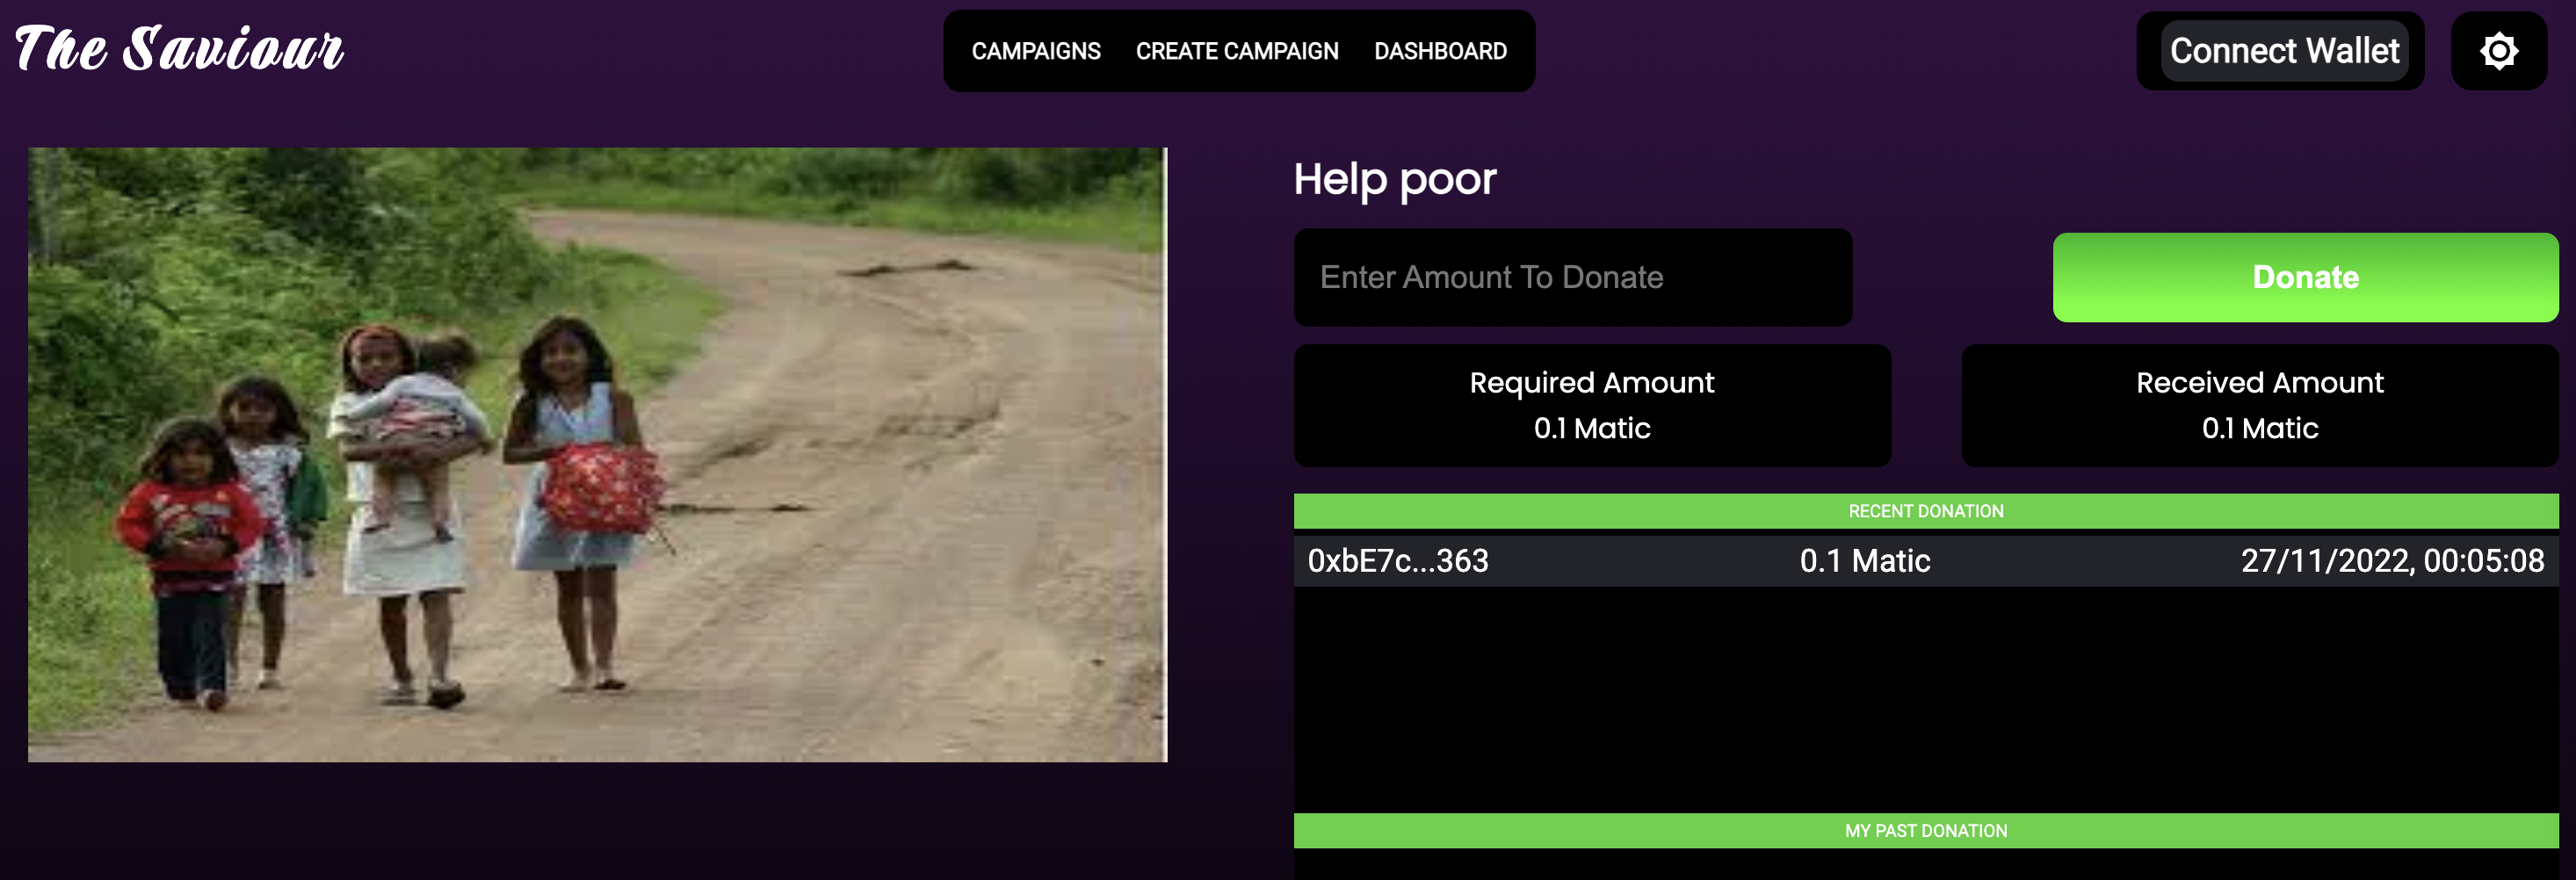 The Saviour
CAMPAIGNS CREATE CAMPAIGN DASHBOARD
Connect Wallet
Help poor
Enter Amount To Donate
Donate
Required Amount
0.1 Matic
Received Amount
0.1 Matic
RECENT DONATION
0xbE7c...363 0.1 Matic 27/11/2022, 00:05:08
MY PAST DONATION